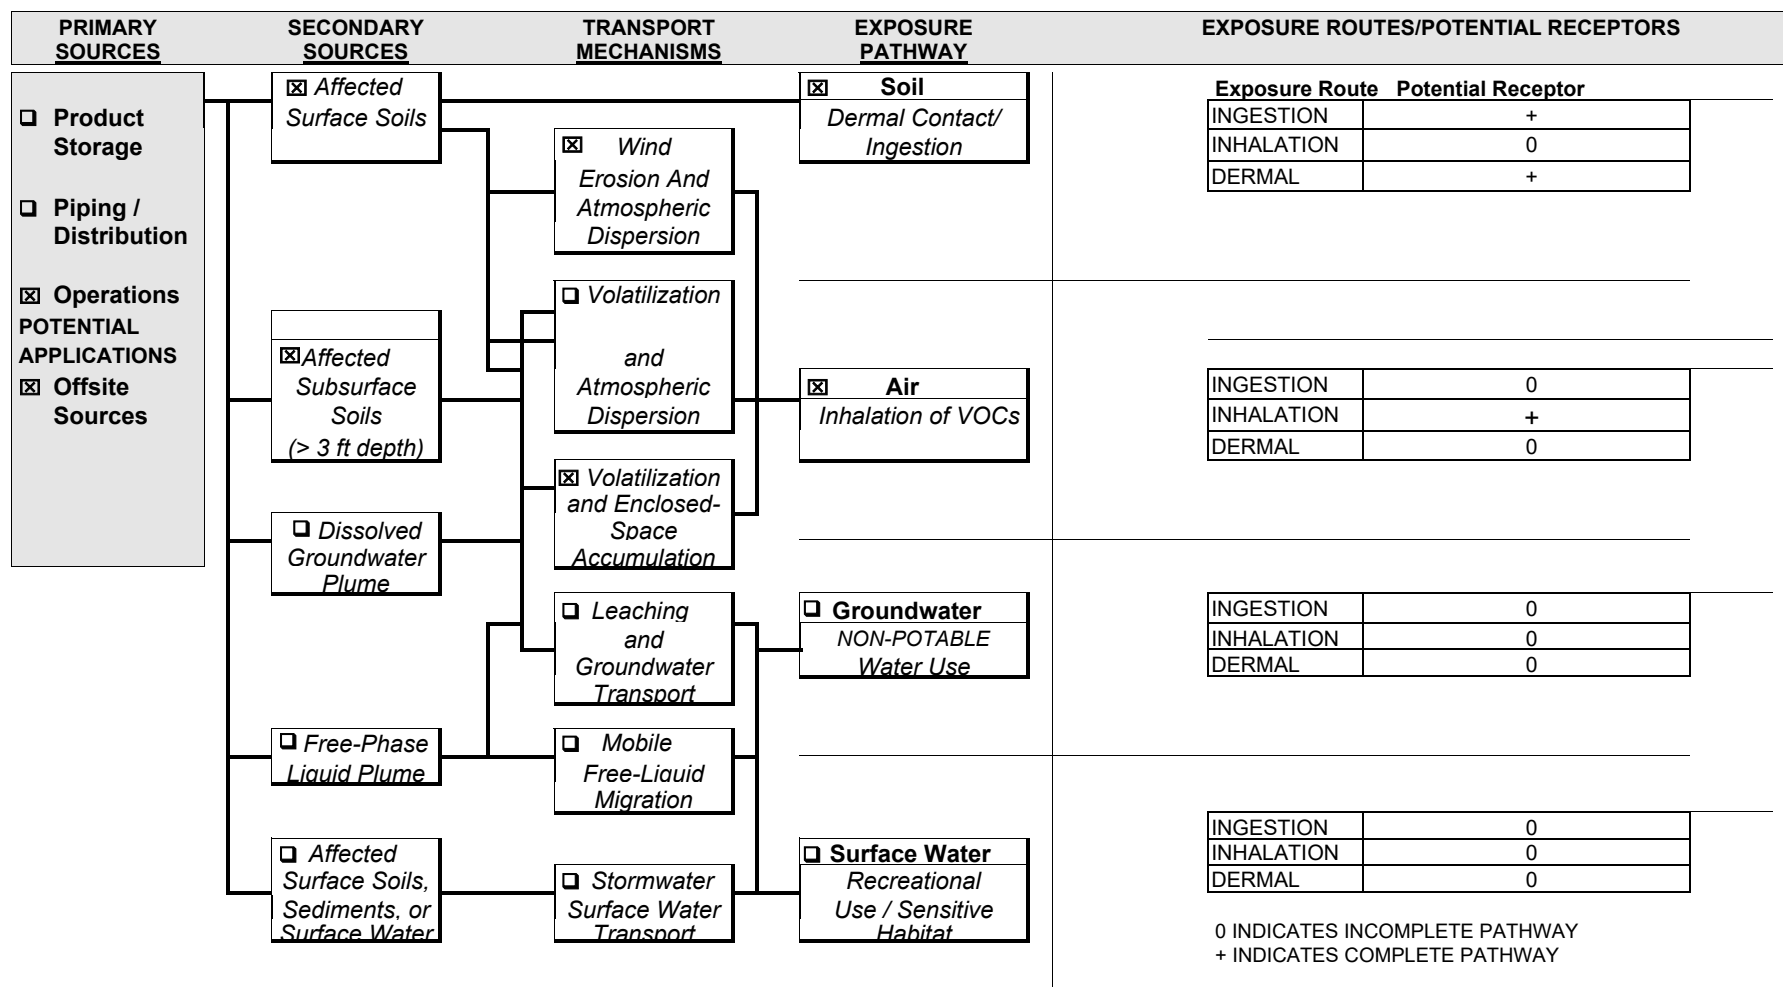 PRIMARY
SOURCES
SECONDARY
SOURCES
TRANSPORT
MECHANISMS
EXPOSURE
PATHWAY
EXPOSURE ROUTES/POTENTIAL RECEPTORS
Product
Storage
Piping /
Distribution
Operations
POTENTIAL
APPLICATIONS
Offsite
Sources
Affected
Surface Soils
Affected
Subsurface
Soils
(> 3 ft depth)
Dissolved
Groundwater
Plume
Free-Phase
Liquid Plume
Affected
Surface Soils,
Sediments, or
Surface Water
Wind
Erosion And
Atmospheric
Dispersion
Volatilization
and
Atmospheric
Dispersion
Volatilization
and Enclosed-
Space
Accumulation
Leaching
and
Groundwater
Transport
Mobile
Free-Liquid
Migration
Stormwater
Surface Water
Transport
Soil
Dermal Contact/
Ingestion
Air
Inhalation of VOCs
Groundwater
NON-POTABLE
Water Use
Surface Water
Recreational
Use / Sensitive
Habitat
Exposure Route Potential Receptor
INGESTION +
INHALATION 0
DERMAL +
INGESTION 0
INHALATION +
DERMAL 0
INGESTION 0
INHALATION 0
DERMAL 0
INGESTION 0
INHALATION 0
DERMAL 0
0 INDICATES INCOMPLETE PATHWAY
+ INDICATES COMPLETE PATHWAY